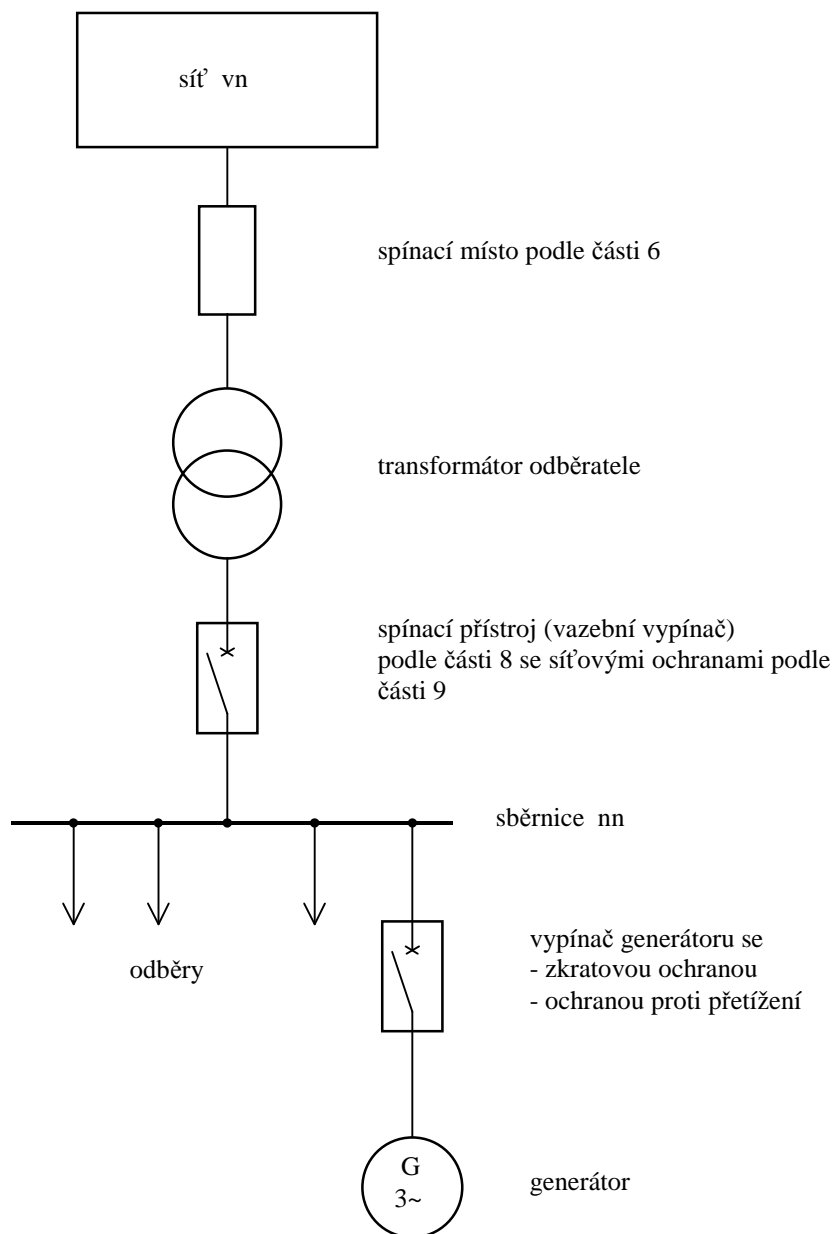 síť vn
spínací místo podle části 6
transformátor odběratele
spínací přístroj (vazební vypínač)
podle části 8 se síťovými ochranami podle
části 9
sběrnice nn
odběry
vypínač generátoru se
- zkratovou ochranou
- ochranou proti přetížení
G
3~
generátor